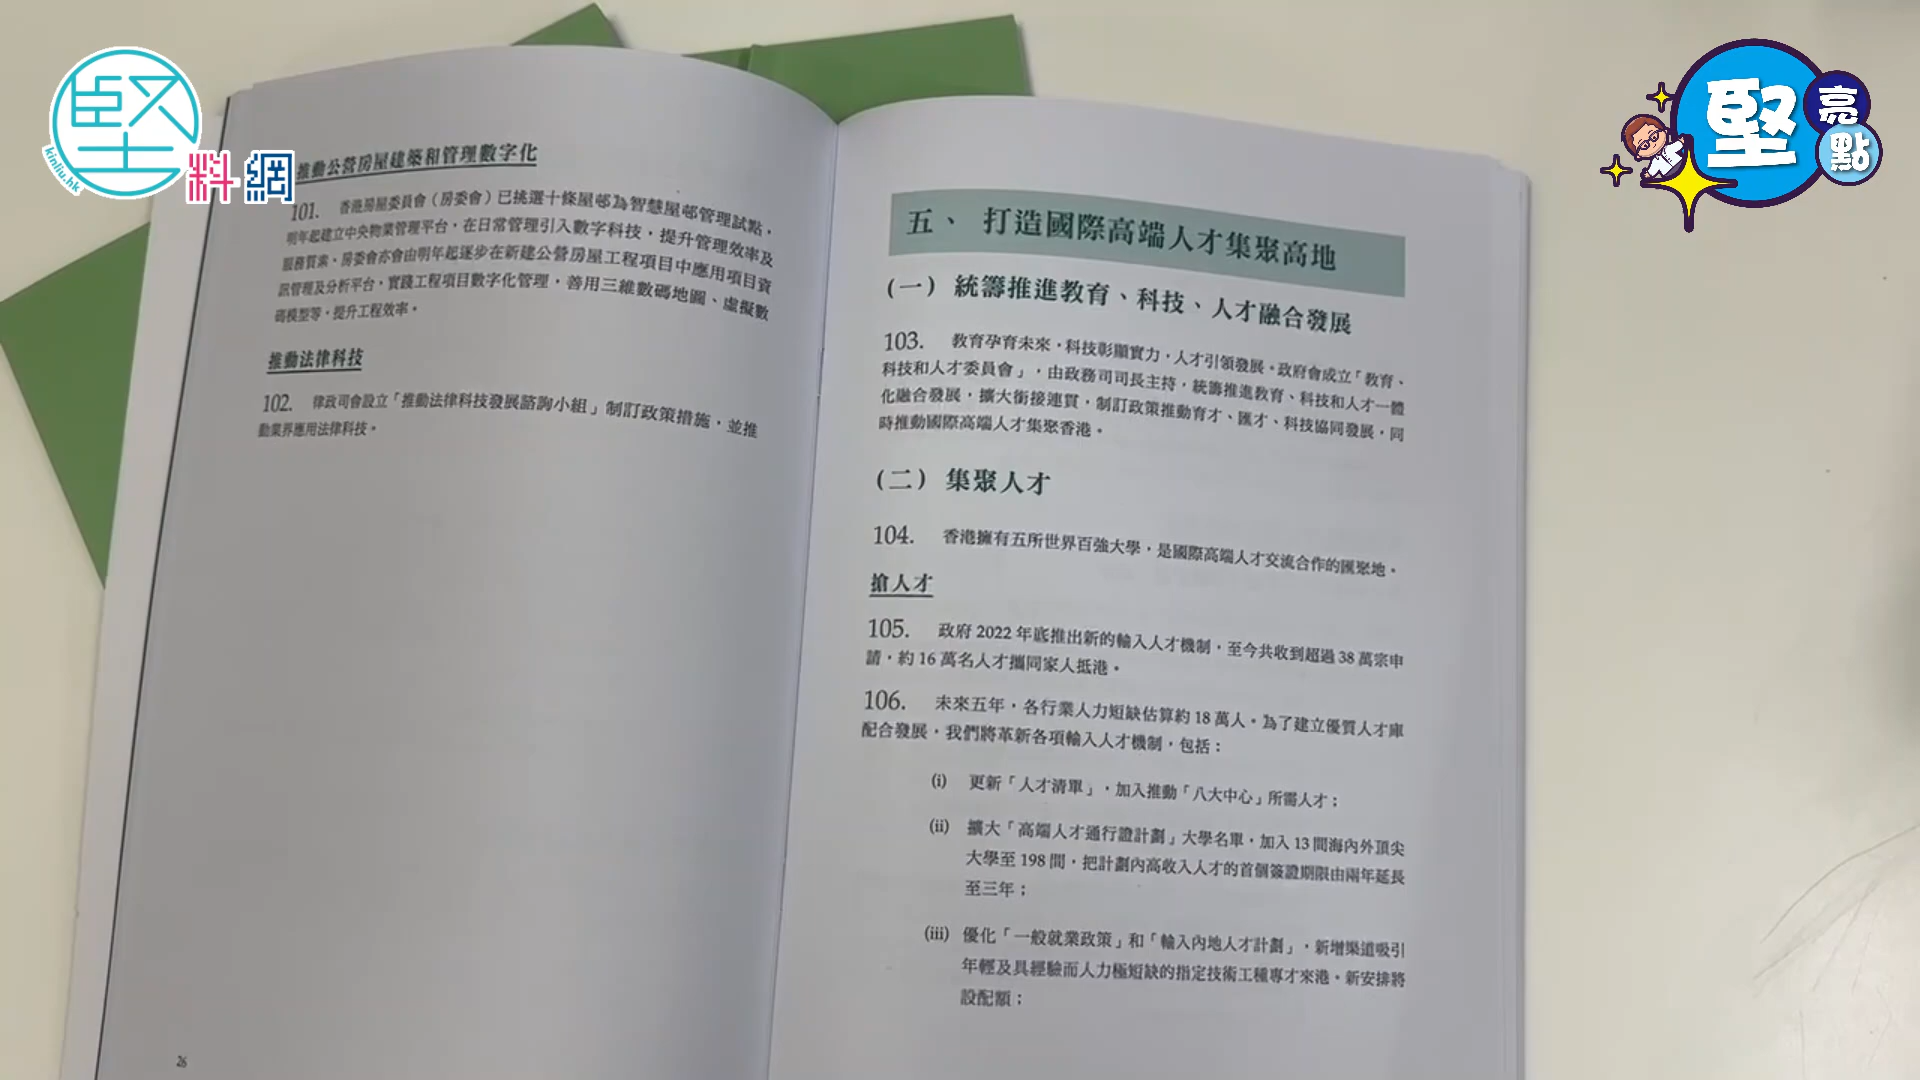 堅
料網
kinliu.hk
堅
亮
點
推動公營房屋建築和管理數字化
101. 香港房屋委員會（房委會）已挑選十條屋邨為智慧屋邨管理試點，
明年起建立中央物業管理平台，在日常管理引入數字科技，提升管理效率及
服務質素。房委會亦會由明年起逐步在新建公營房屋工程項目中應用項目資
訊管理及分析平台，實踐工程項目數字化管理，善用三維數碼地圖、虛擬數
碼模型等，提升工程效率。
推動法律科技
102. 律政司會設立「推動法律科技發展諮詢小組」制訂政策措施，並推
動業界應用法律科技。
26
五、 打造國際高端人才集聚高地
(一) 統籌推進教育、科技、人才融合發展
103. 教育孕育未來，科技彰顯實力，人才引領發展。政府會成立「教育、
科技和人才委員會」，由政務司司長主持，統籌推進教育、科技和人才一體
化融合發展，擴大銜接連貫，制訂政策推動育才、匯才、科技協同發展，同
時推動國際高端人才集聚香港。
(二) 集聚人才
104. 香港擁有五所世界百強大學，是國際高端人才交流合作的匯聚地。
搶人才
105. 政府 2022 年底推出新的輸入人才機制，至今共收到超過 38 萬宗申
請，約 16 萬名人才攜同家人抵港。
106. 未來五年，各行業人力短缺估算約 18 萬人。為了建立優質人才庫
配合發展，我們將革新各項輸入人才機制，包括：
(i) 更新「人才清單」，加入推動「八大中心」所需人才；
(ii) 擴大「高端人才通行證計劃」大學名單，加入 13 間海內外頂尖
大學至 198 間，把計劃內高收入人才的首個簽證期限由兩年延長
至三年；
(iii) 優化「一般就業政策」和「輸入內地人才計劃」，新增渠道吸引
年輕及具經驗而人力極短缺的指定技術工種專才來港。新安排將
設配額；